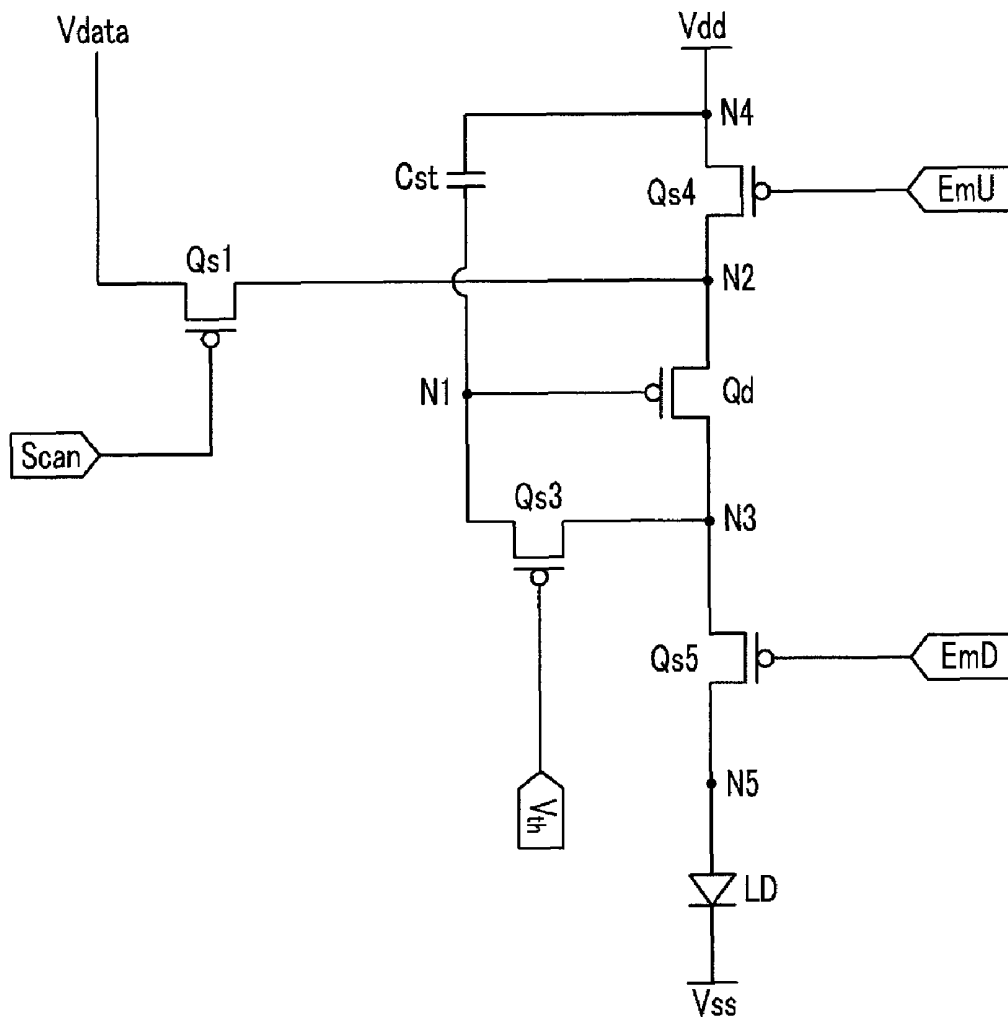 Vdata
Vdd
N4
Cst
Qs4
EmU
Qs1
N2
N1
Qd
Scan
Qs3
N3
Qs5
EmD
Vth
N5
LD
Vss